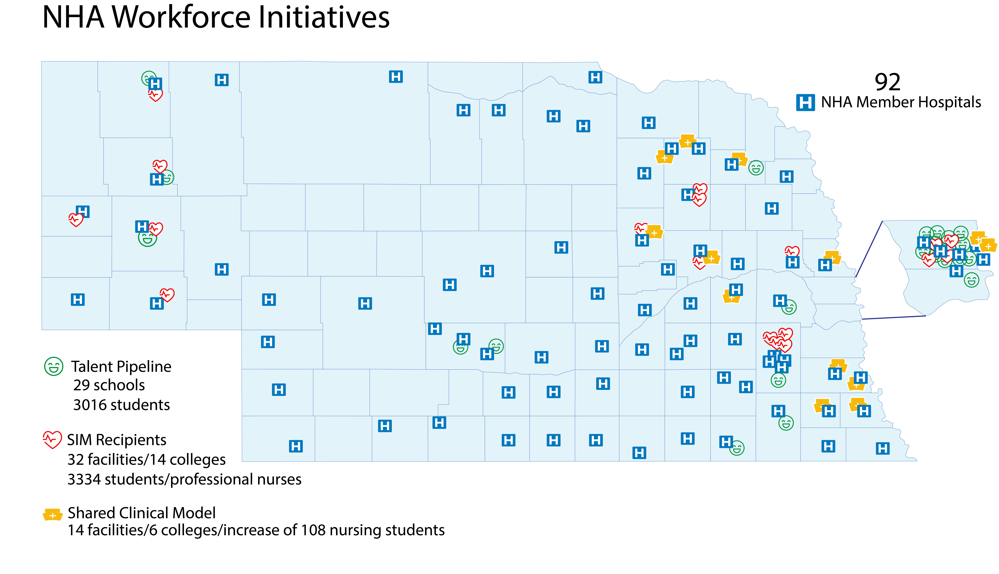 NHA Workforce Initiatives
92
H NHA Member Hospitals
Talent Pipeline
29 schools
3016 students
SIM Recipients
32 facilities/14 colleges
3334 students/professional nurses
Shared Clinical Model
14 facilities/6 colleges/increase of 108 nursing students